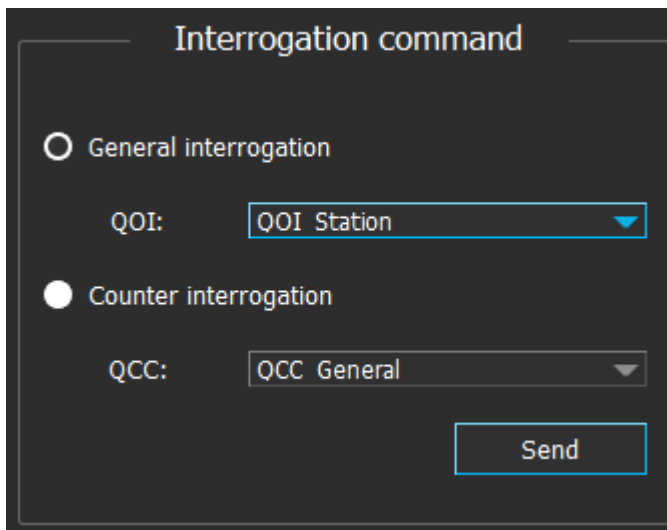 Interrogation command
General interrogation
QOI: QOI Station
Counter interrogation
QCC: QCC General
Send